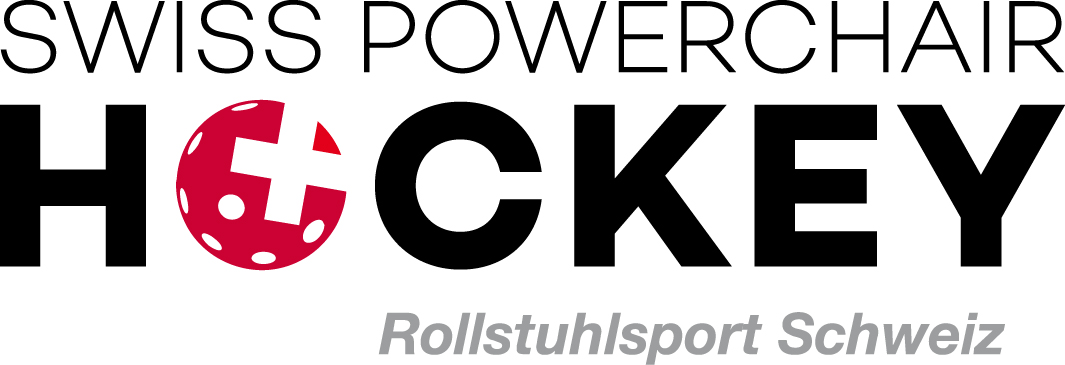 SWISS POWERCHAIR
HOCKEY
Rollstuhlsport Schweiz